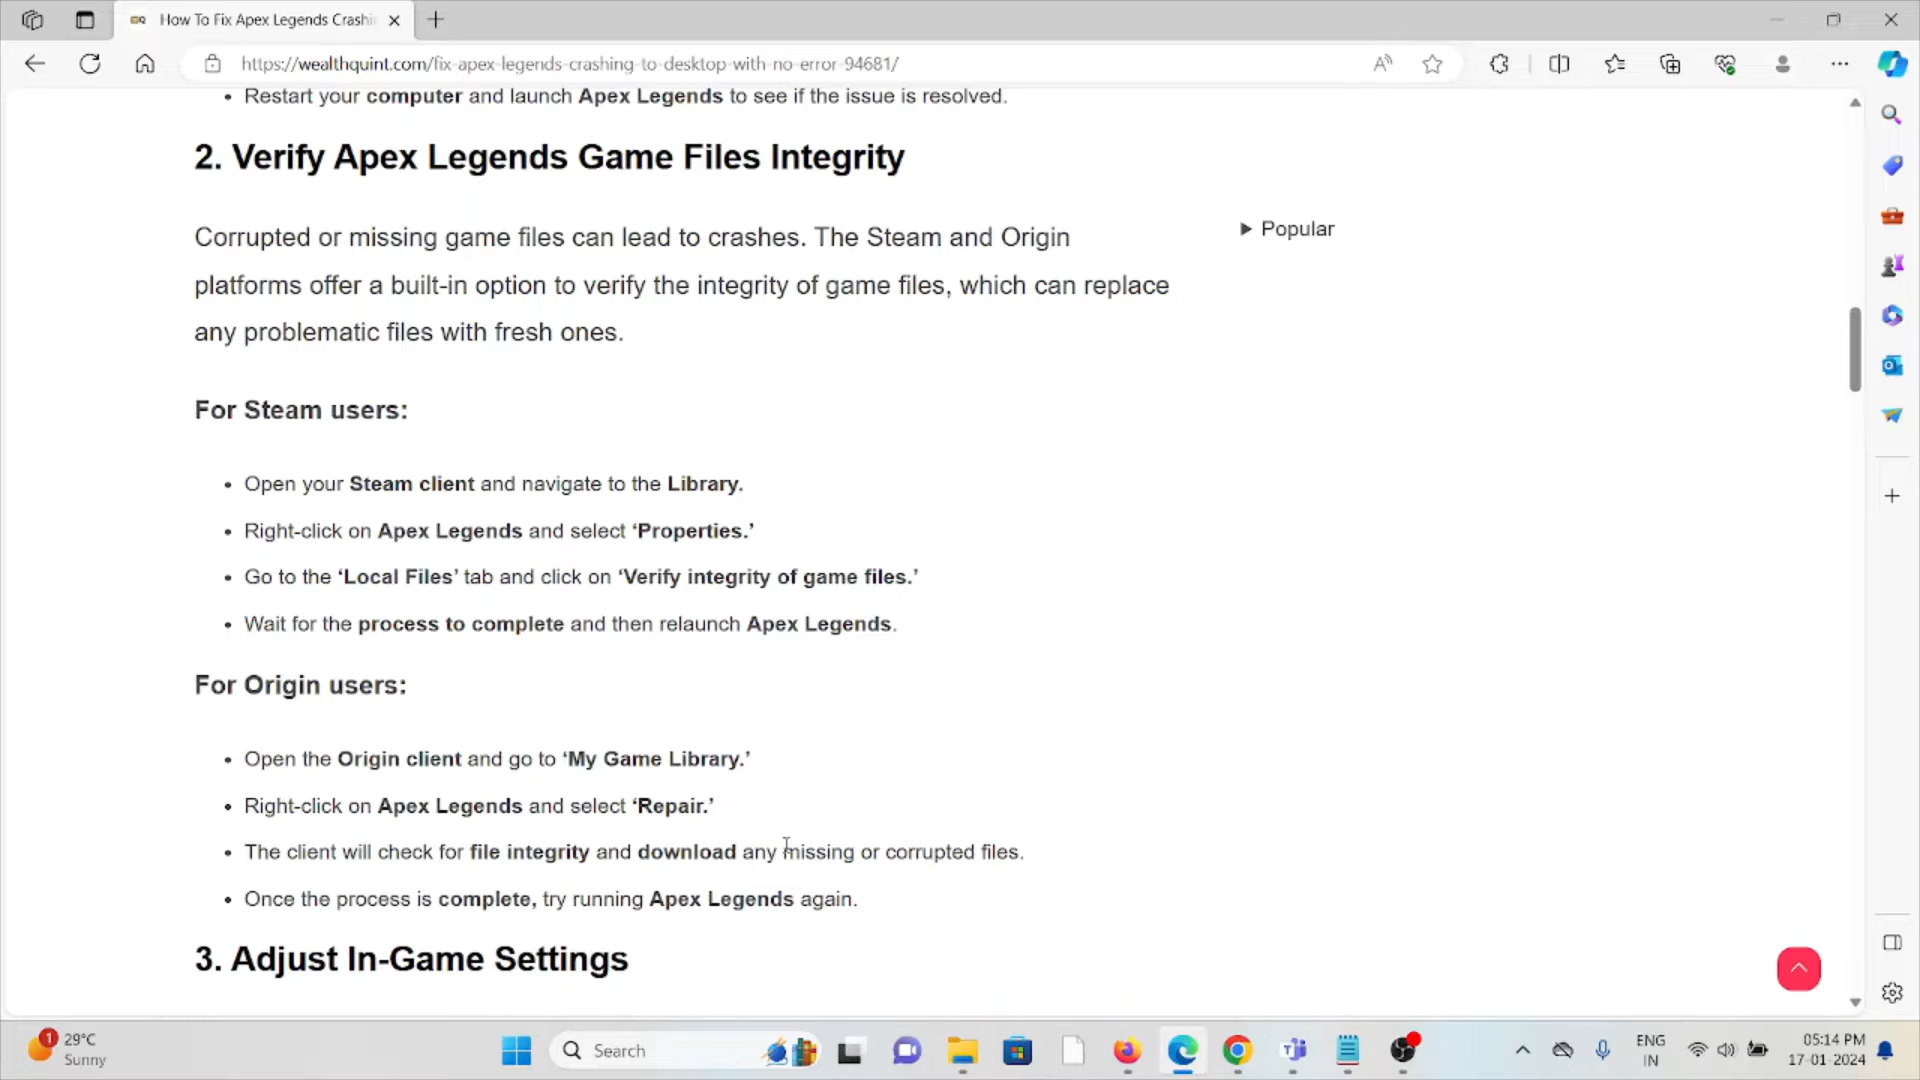 How To Fix Apex Legends Crashi
https://wealthquint.com/fix-apex-legends-crashing-to-desktop-with-no-error-94681/
• Restart your computer and launch Apex Legends to see if the issue is resolved.
2. Verify Apex Legends Game Files Integrity
Corrupted or missing game files can lead to crashes. The Steam and Origin
platforms offer a built-in option to verify the integrity of game files, which can replace
any problematic files with fresh ones.
Popular
For Steam users:
• Open your Steam client and navigate to the Library.
• Right-click on Apex Legends and select ‘Properties.’
• Go to the ‘Local Files’ tab and click on ‘Verify integrity of game files.’
• Wait for the process to complete and then relaunch Apex Legends.
For Origin users:
• Open the Origin client and go to ‘My Game Library.’
• Right-click on Apex Legends and select ‘Repair.’
• The client will check for file integrity and download any missing or corrupted files.
• Once the process is complete, try running Apex Legends again.
3. Adjust In-Game Settings
1
29°C
Sunny
Search
ENG
IN
05:14 PM
17-01-2024